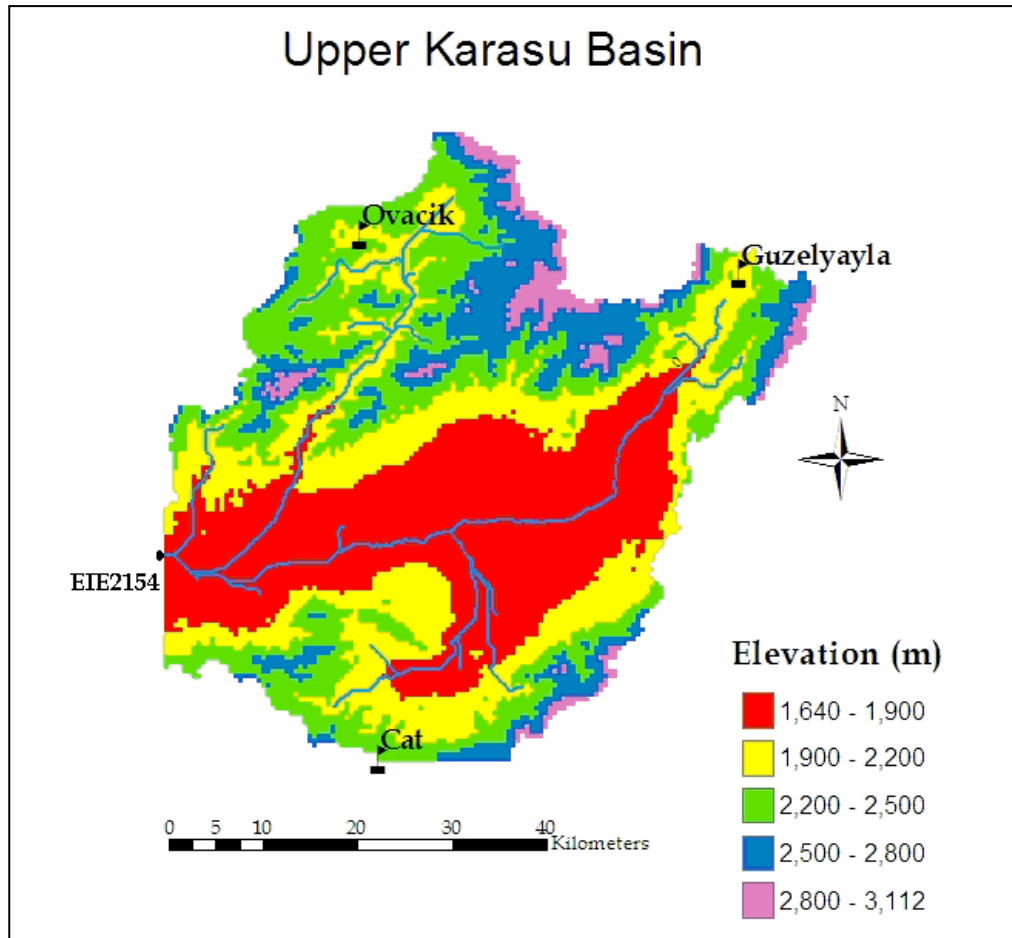 Upper Karasu Basin
Ovacik
Guzelyayla
N
EIE2154
Elevation (m)
1,640 - 1,900
1,900 - 2,200
2,200 - 2,500
2,500 - 2,800
2,800 - 3,112
Cat
0 5 10 20 30 40
Kilometers